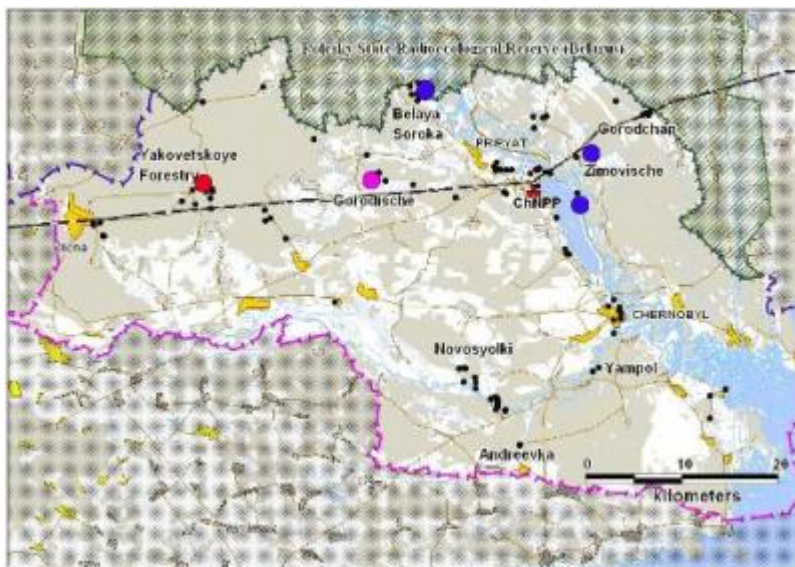 Polesky State Radioecological Reserve (Belarus)
Belaya
Soroka
Gorodchan
PRIPYAT
Yakovetskoye
Forestry
Zimovische
Gorodische
ChNPP
CHERNOBYL
Novosyolki
Yampol
Andreevka
0 10 20
kilometers